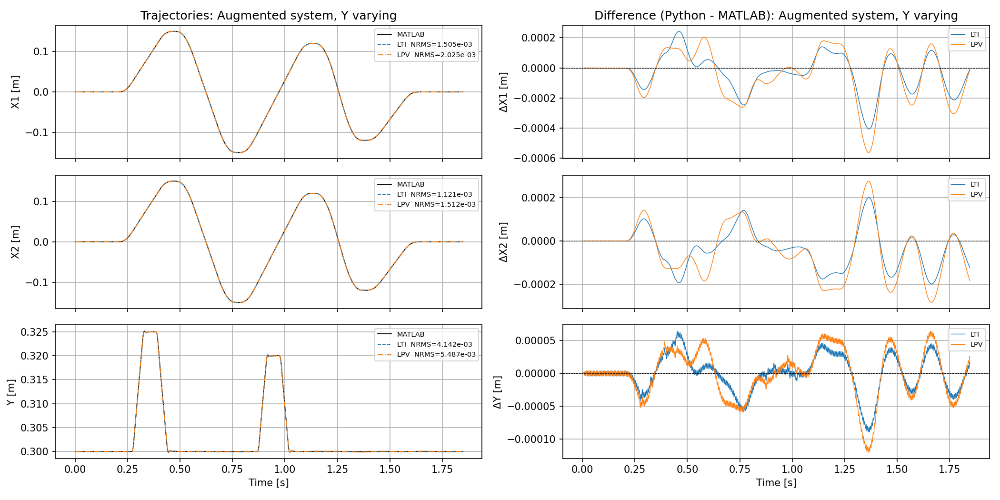 Trajectories: Augmented system, Y varying
X1 [m]
0.1
0.0
−0.1
MATLAB
LTI  NRMS=1.505e-03
LPV  NRMS=2.025e-03
X2 [m]
0.1
0.0
−0.1
MATLAB
LTI  NRMS=1.121e-03
LPV  NRMS=1.512e-03
Y [m]
0.325
0.320
0.315
0.310
0.305
0.300
MATLAB
LTI  NRMS=4.142e-03
LPV  NRMS=5.487e-03
0.00 0.25 0.50 0.75 1.00 1.25 1.50 1.75
Time [s]
Difference (Python - MATLAB): Augmented system, Y varying
ΔX1 [m]
0.0002
0.0000
−0.0002
−0.0004
−0.0006
LTI
LPV
ΔX2 [m]
0.0002
0.0000
−0.0002
LTI
LPV
ΔY [m]
0.00005
0.00000
−0.00005
−0.00010
LTI
LPV
0.00 0.25 0.50 0.75 1.00 1.25 1.50 1.75
Time [s]